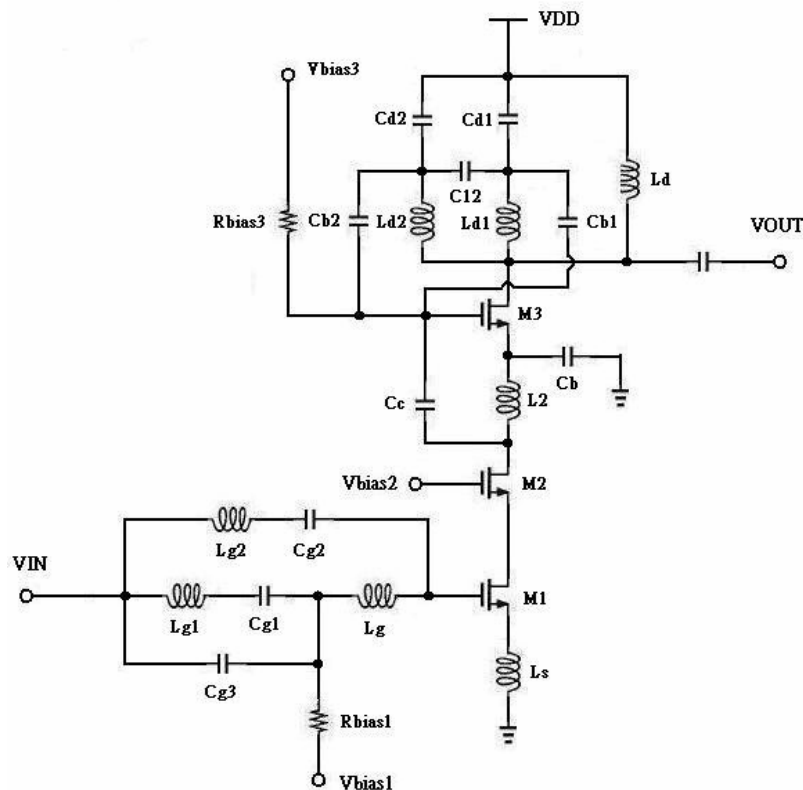 VDD
Vbias3
Cd2
Cd1
C12
Ld
Rbias3
Cb2
Ld2
Ld1
Cb1
VOUT
M3
Cb
Cc
L2
Vbias2
M2
Lg2
Cg2
VIN
Lg1
Cg1
Lg
M1
Cg3
Ls
Rbias1
Vbias1